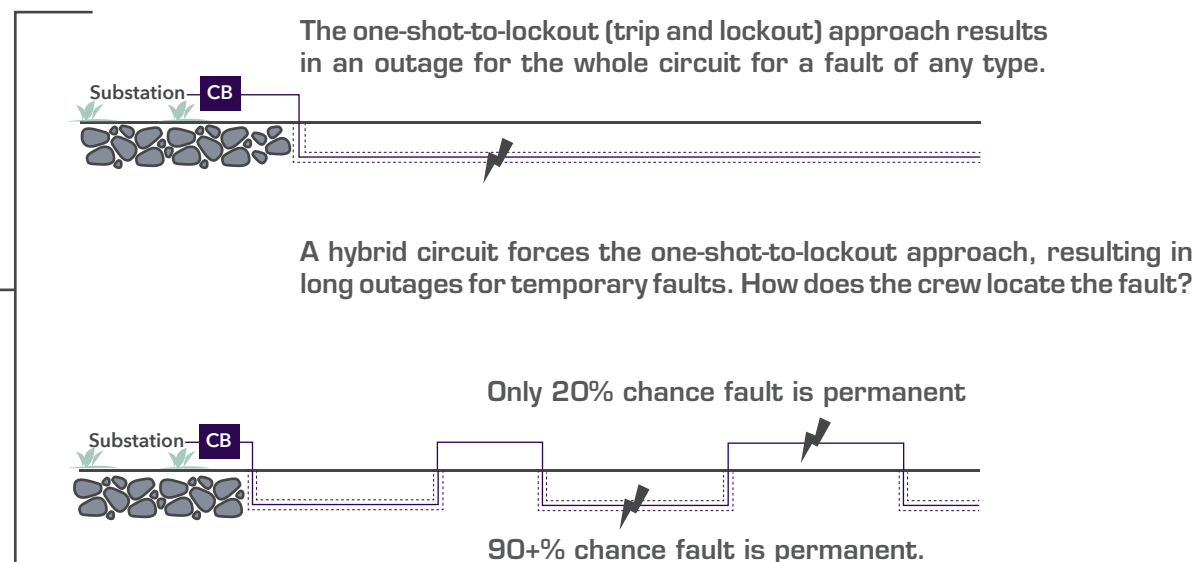 The one-shot-to-lockout (trip and lockout) approach results
in an outage for the whole circuit for a fault of any type.
Substation
CB
A hybrid circuit forces the one-shot-to-lockout approach, resulting in
long outages for temporary faults. How does the crew locate the fault?
Only 20% chance fault is permanent
Substation
CB
90+% chance fault is permanent.